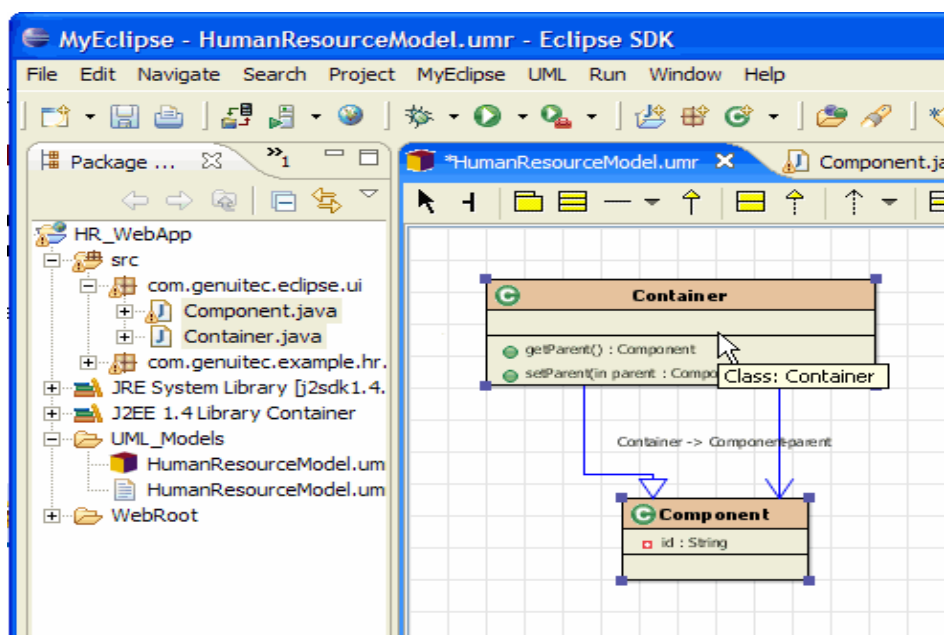 MyEclipse - HumanResourceModel.umr - Eclipse SDK
File Edit Navigate Search Project MyEclipse UML Run Window Help
Package ... »1
*HumanResourceModel.umr
Component.ja
HR_WebApp
src
com.genuitec.eclipse.ui
Component.java
Container.java
com.genuitec.example.hr.
JRE System Library [j2sdk1.4.
J2EE 1.4 Library Container
UML_Models
HumanResourceModel.um
HumanResourceModel.um
WebRoot
Container
getParent() : Component
setParent(in parent : Compo
Class: Container
Container -> Component-parent
Component
id : String